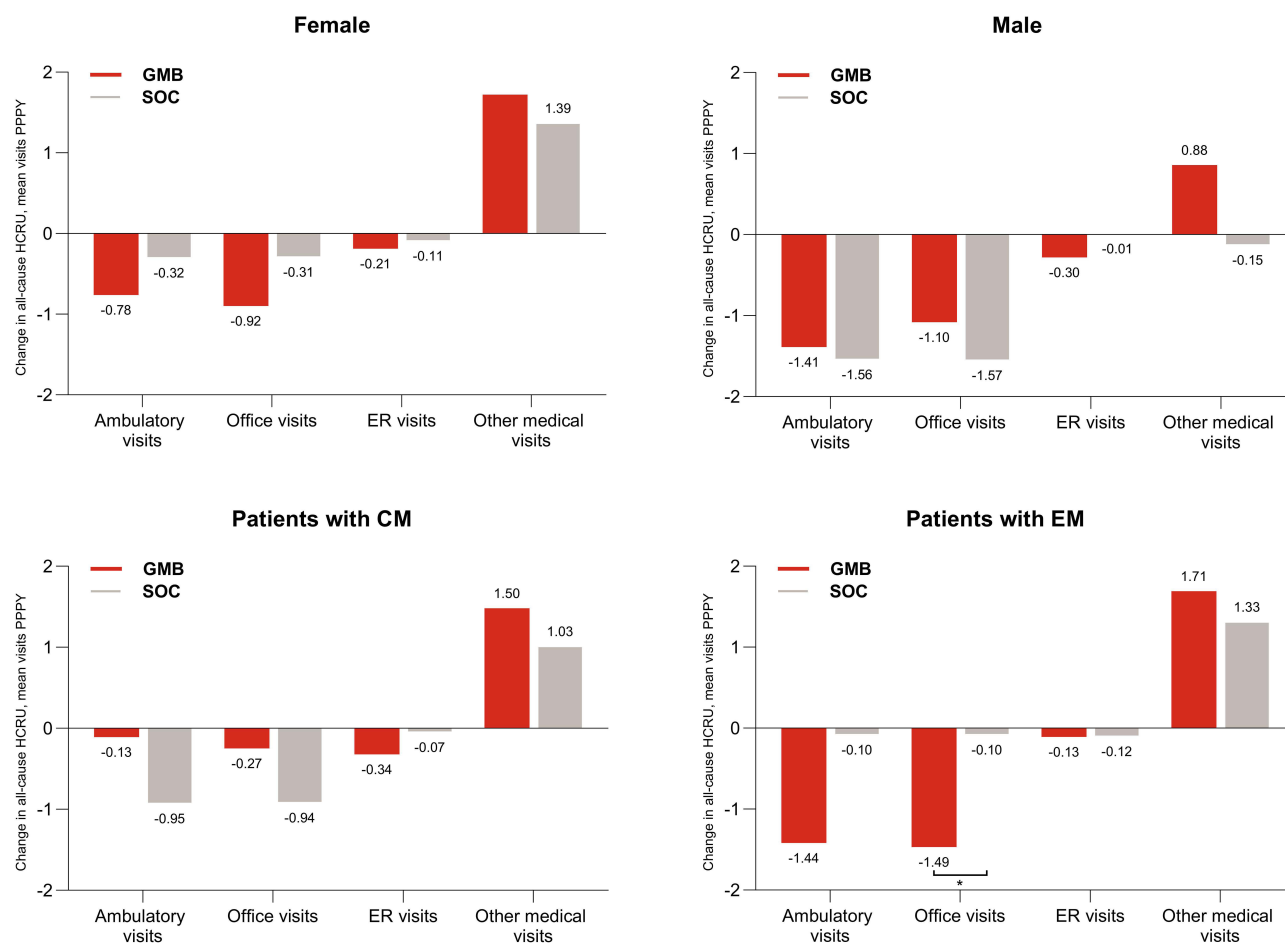 Female
Change in all-cause HCRU, mean visits PPPY
GMB
SOC
2
1
0
-1
-2
-0.78
-0.32
-0.92
-0.31
-0.21
-0.11
1.39
Ambulatory
visits
Office visits
ER visits
Other medical
visits
Male
Change in all-cause HCRU, mean visits PPPY
GMB
SOC
2
1
0
-1
-2
-1.41
-1.56
-1.10
-1.57
-0.30
-0.01
0.88
-0.15
Ambulatory
visits
Office visits
ER visits
Other medical
visits
Patients with CM
Change in all-cause HCRU, mean visits PPPY
GMB
SOC
2
1
0
-1
-2
-0.13
-0.95
-0.27
-0.94
-0.34
-0.07
1.50
1.03
Ambulatory
visits
Office visits
ER visits
Other medical
visits
Patients with EM
Change in all-cause HCRU, mean visits PPPY
GMB
SOC
2
1
0
-1
-2
-1.44
-0.10
-1.49
-0.10
*
-0.13
-0.12
1.71
1.33
Ambulatory
visits
Office visits
ER visits
Other medical
visits